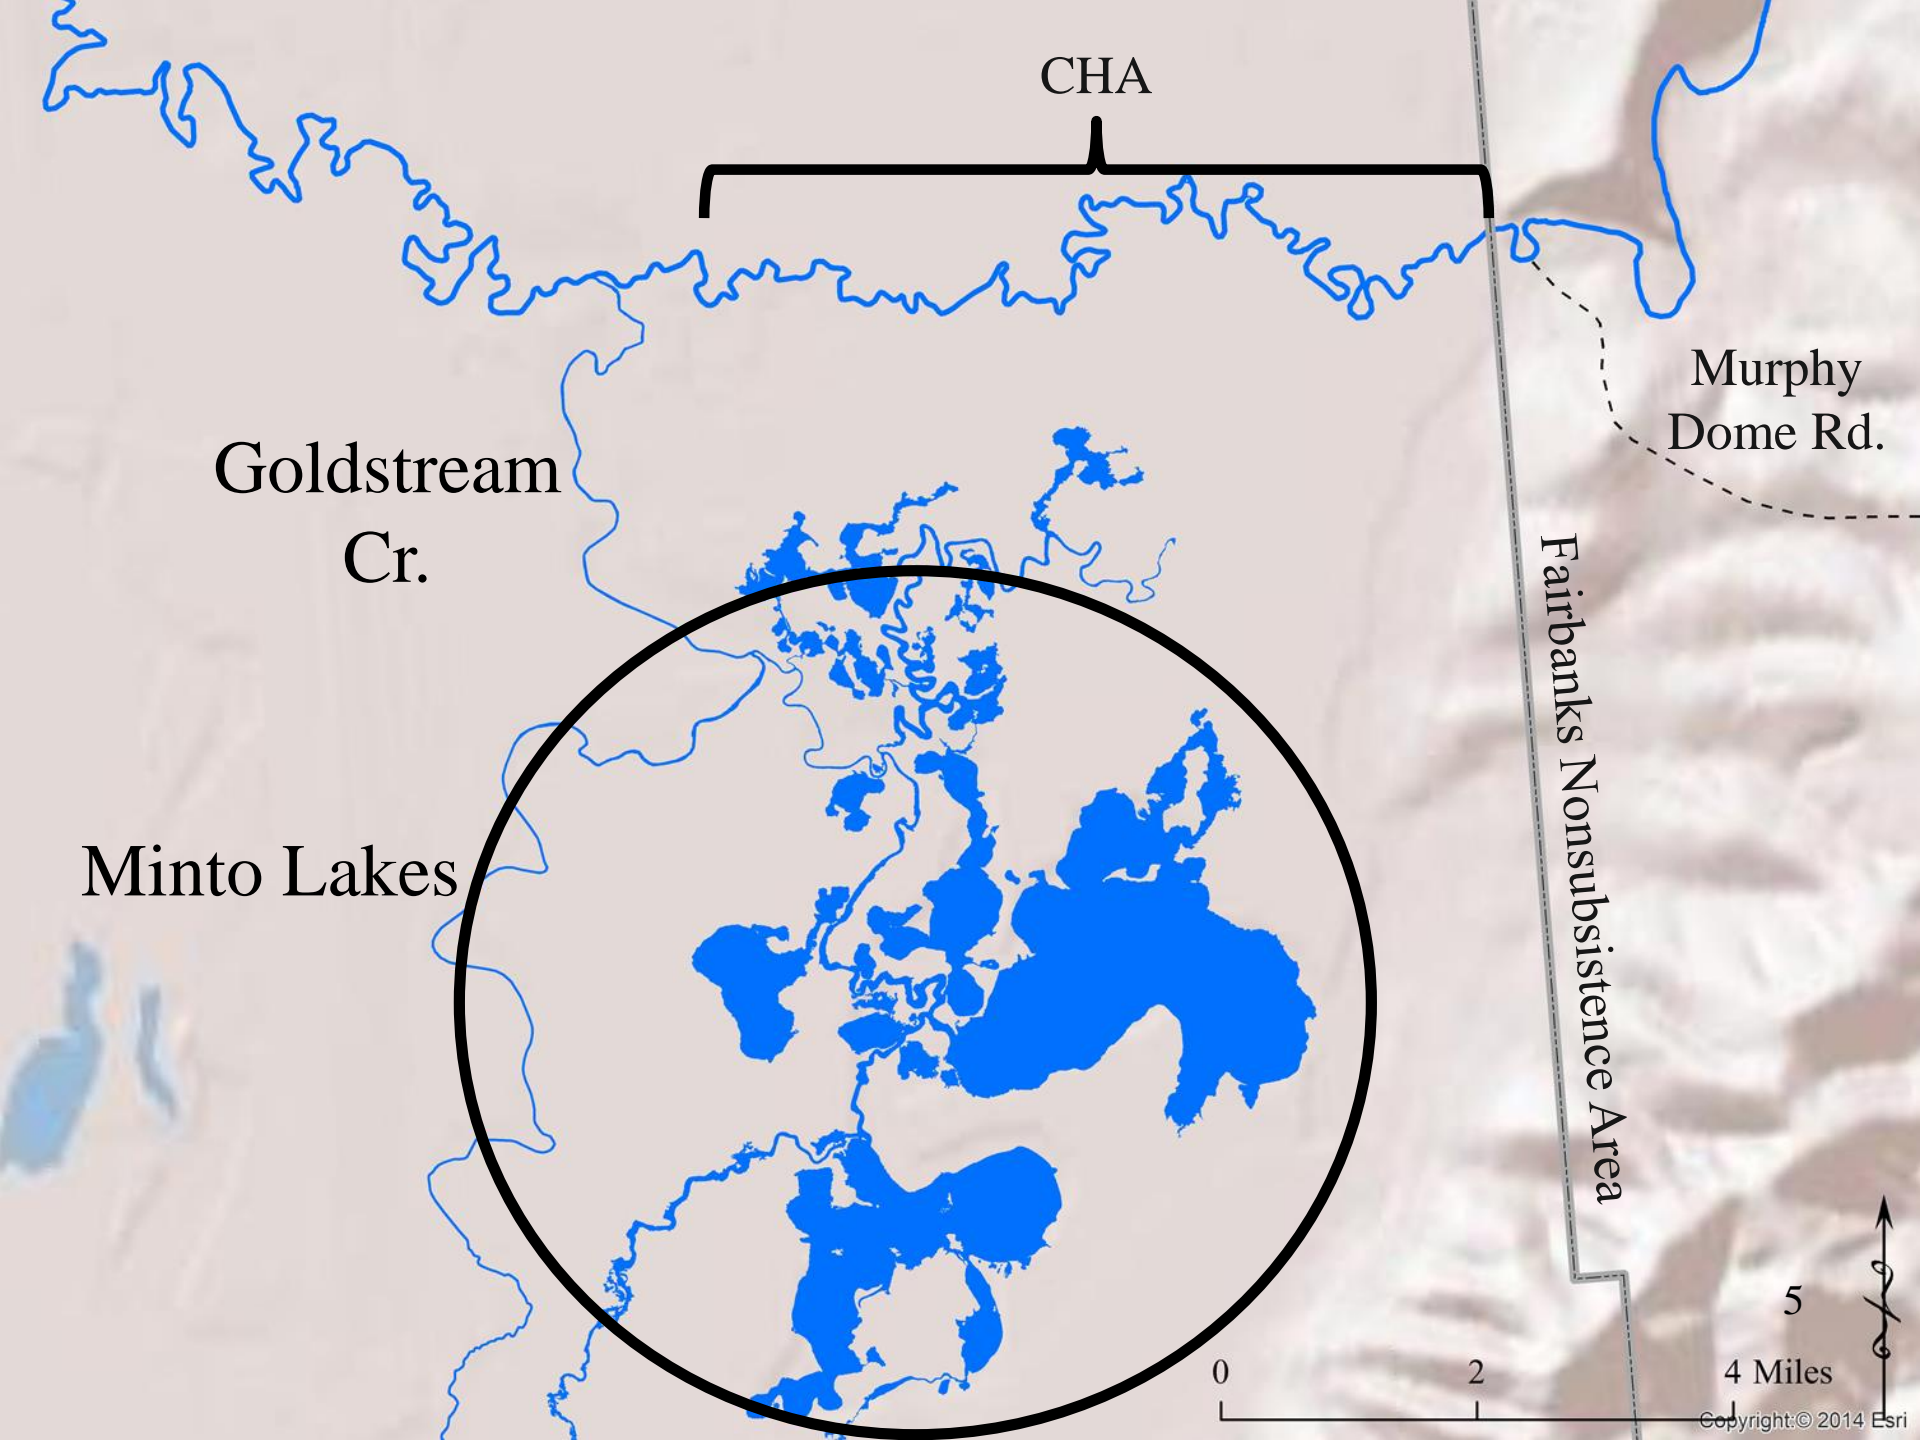 CHA
Murphy
Dome Rd.
Goldstream
Cr.
Fairbanks Nonsubsistence Area
Minto Lakes
5
0 2 4 Miles
Copyright:© 2014 Esri